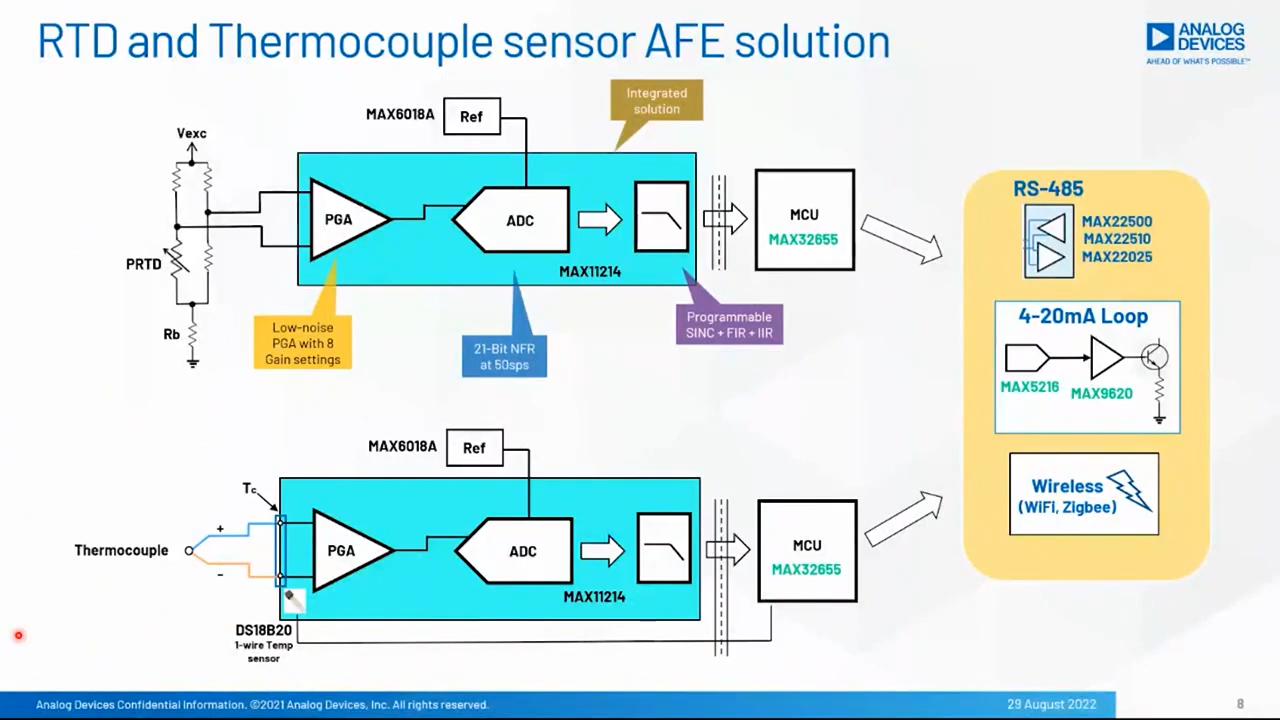 RTD and Thermocouple sensor AFE solution
ANALOG
DEVICES
AHEAD OF WHAT'S POSSIBLE™
Integrated
solution
MAX6018A
Ref
Vexc
PGA
ADC
MCU
MAX32655
PRTD
MAX11214
Rb
Low-noise
PGA with 8
Gain settings
21-Bit NFR
at 50sps
Programmable
SINC + FIR + IIR
RS-485
MAX22500
MAX22510
MAX22025
4-20mA Loop
MAX5216
MAX9620
Wireless
(WiFi, Zigbee)
MAX6018A
Ref
Tc
+
Thermocouple
-
PGA
ADC
MCU
MAX32655
MAX11214
DS18B20
1-wire Temp
sensor
Analog Devices Confidential Information. ©2021 Analog Devices, Inc. All rights reserved.
29 August 2022
8